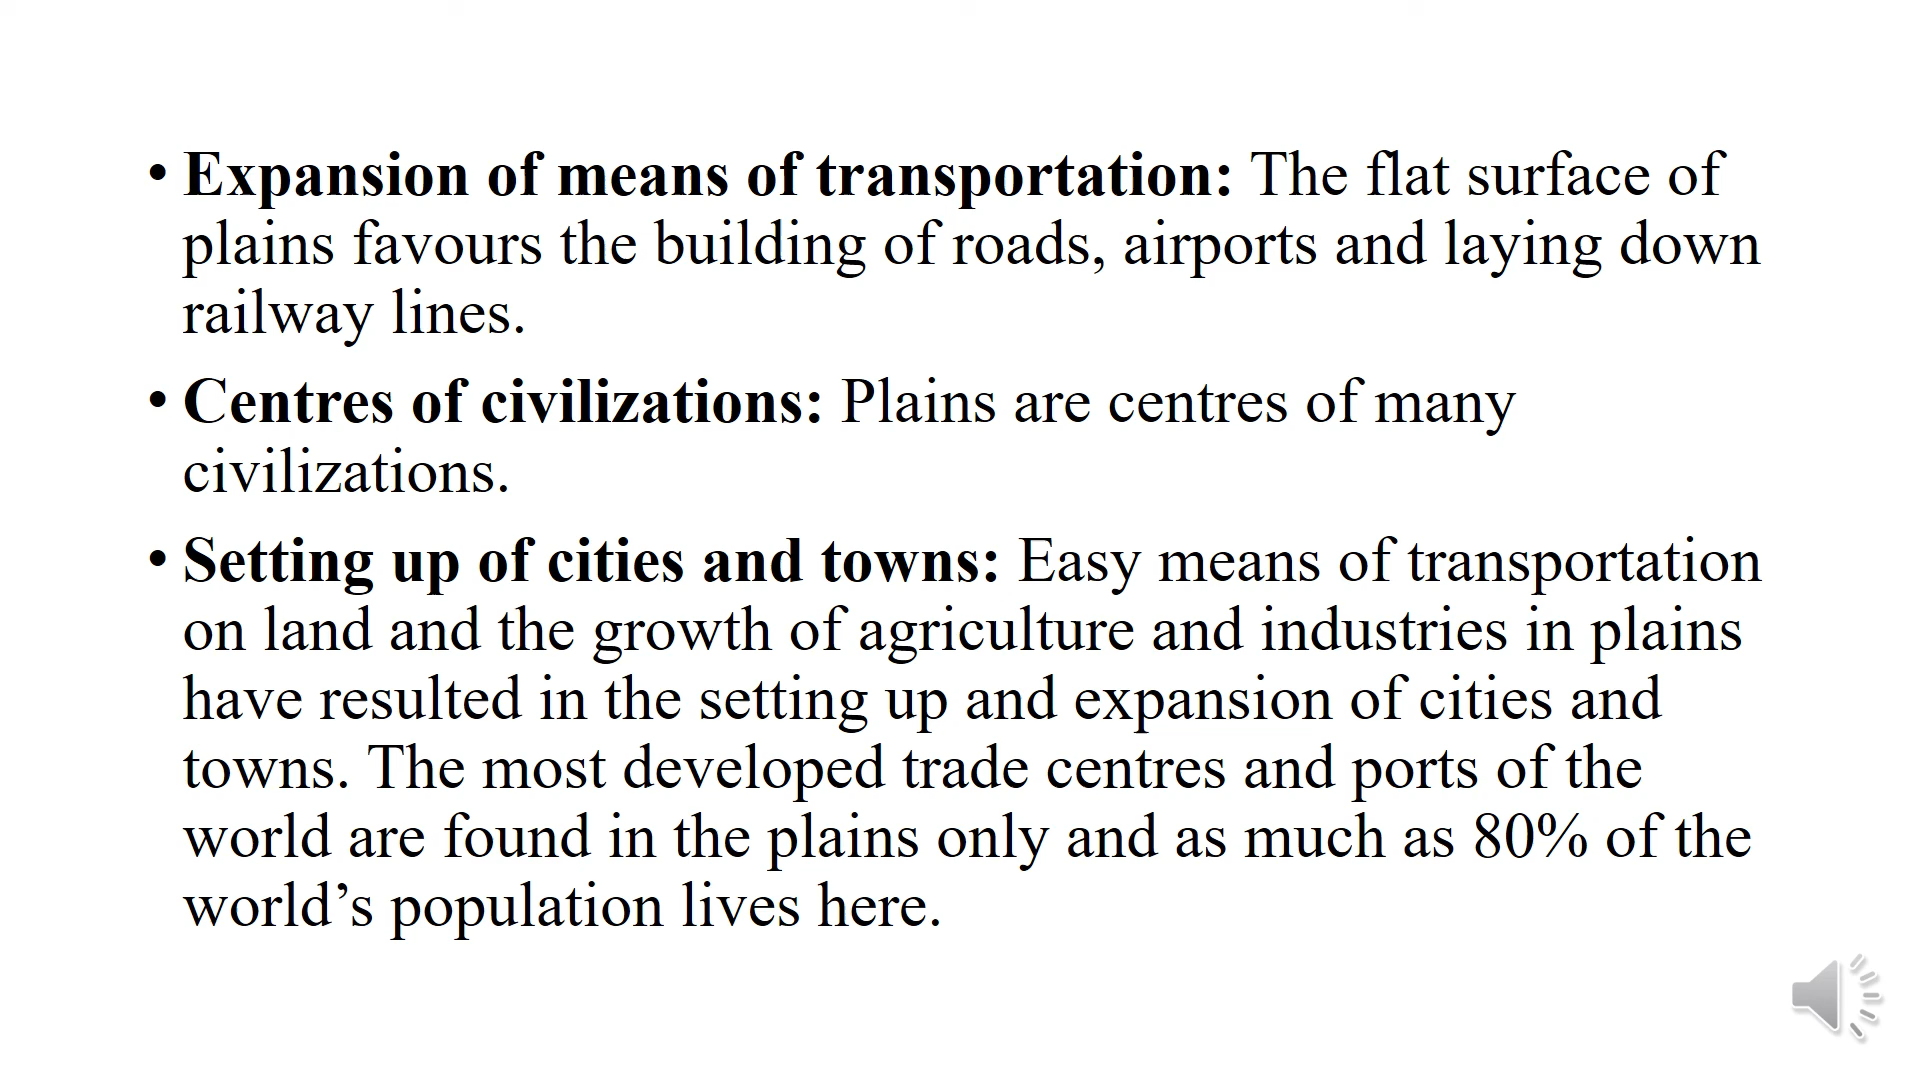 • Expansion of means of transportation: The flat surface of
plains favours the building of roads, airports and laying down
railway lines.
• Centres of civilizations: Plains are centres of many
civilizations.
• Setting up of cities and towns: Easy means of transportation
on land and the growth of agriculture and industries in plains
have resulted in the setting up and expansion of cities and
towns. The most developed trade centres and ports of the
world are found in the plains only and as much as 80% of the
world’s population lives here.